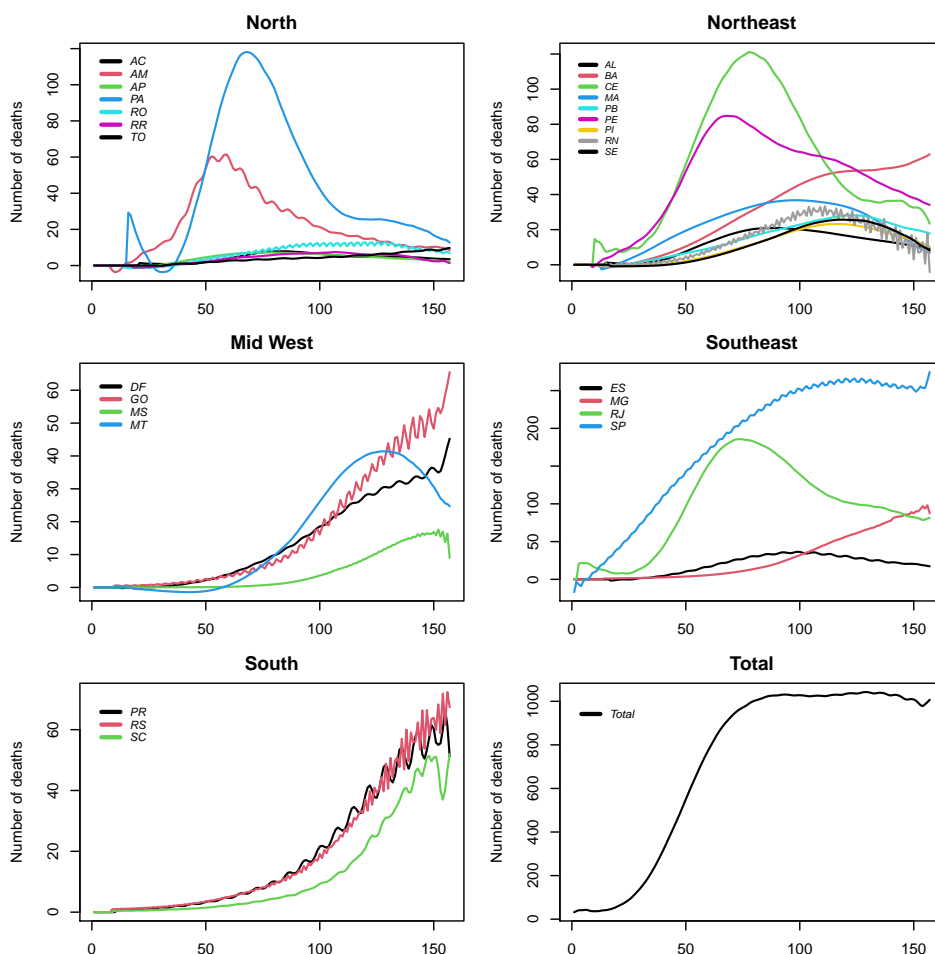 North
Number of deaths
0 20 40 60 80 100
AC
AM
AP
PA
RO
RR
TO
0 50 100 150
Northeast
Number of deaths
0 20 40 60 80 100
AL
BA
CE
MA
PB
PE
PI
RN
SE
0 50 100 150
Mid West
Number of deaths
0 10 20 30 40 50 60
DF
GO
MS
MT
0 50 100 150
Southeast
Number of deaths
0 50 100 200
ES
MG
RJ
SP
0 50 100 150
South
Number of deaths
0 20 40 60
PR
RS
SC
0 50 100 150
Total
Number of deaths
0 200 400 600 800 1000
Total
0 50 100 150